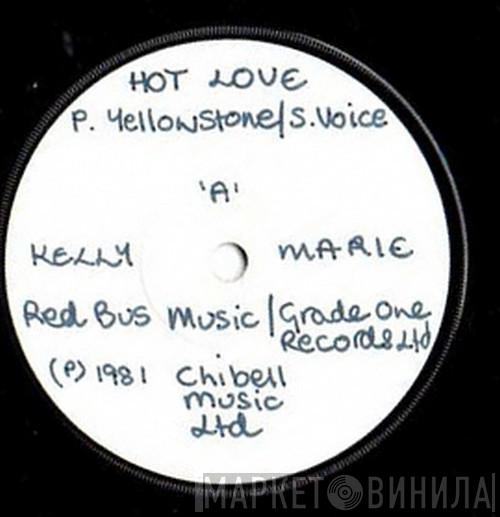 HOT LOVE
P. Yellowstone/S. Voice
'A'
KELLY MARIE
Red Bus Music/Grade One Records Ltd
(P) 1981 Chibell Music Ltd
МАРКЕТ ВИНИЛА